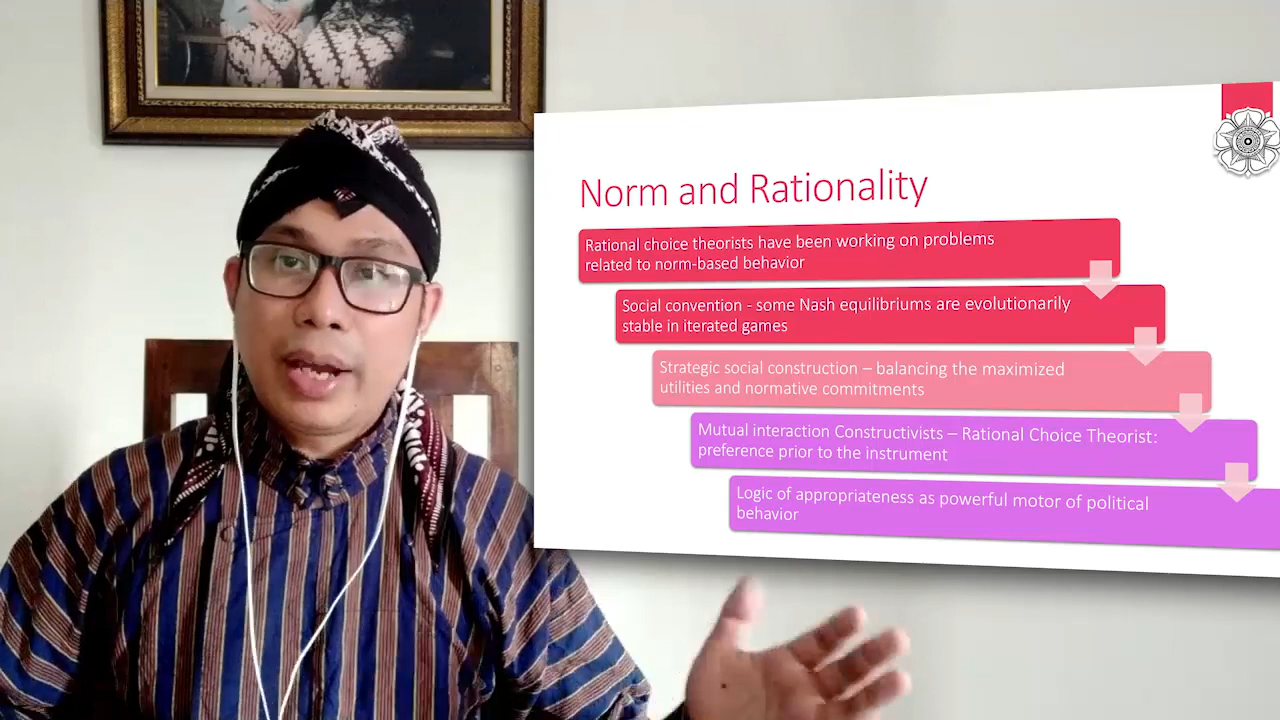 Norm and Rationality
Rational choice theorists have been working on problems
related to norm-based behavior
Social convention - some Nash equilibriums are evolutionarily
stable in iterated games
Strategic social construction – balancing the maximized
utilities and normative commitments
Mutual interaction Constructivists – Rational Choice Theorist:
preference prior to the instrument
Logic of appropriateness as powerful motor of political
behavior